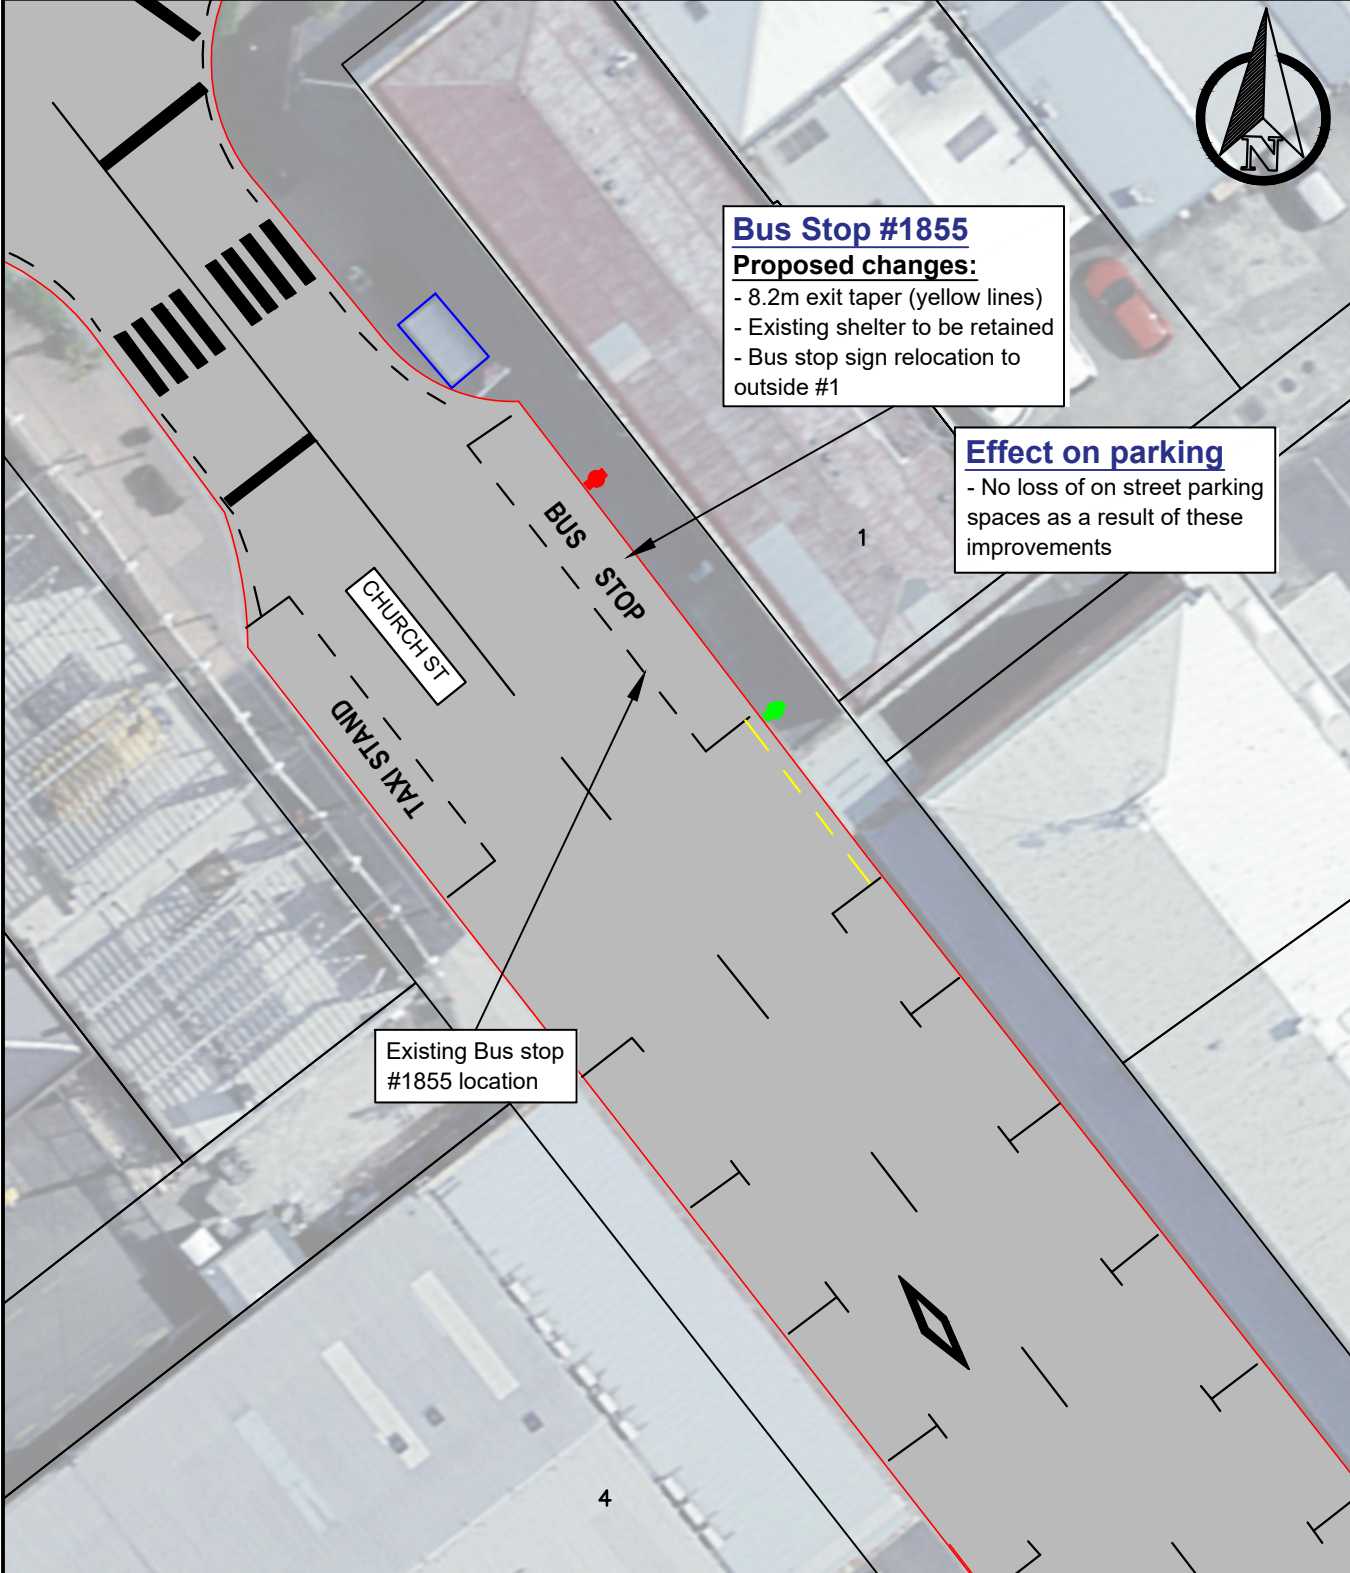 N
Bus Stop #1855
Proposed changes:
- 8.2m exit taper (yellow lines)
- Existing shelter to be retained
- Bus stop sign relocation to
outside #1
Effect on parking
- No loss of on street parking
spaces as a result of these
improvements
1
BUS STOP
CHURCH ST
TAXI STAND
Existing Bus stop
#1855 location
4